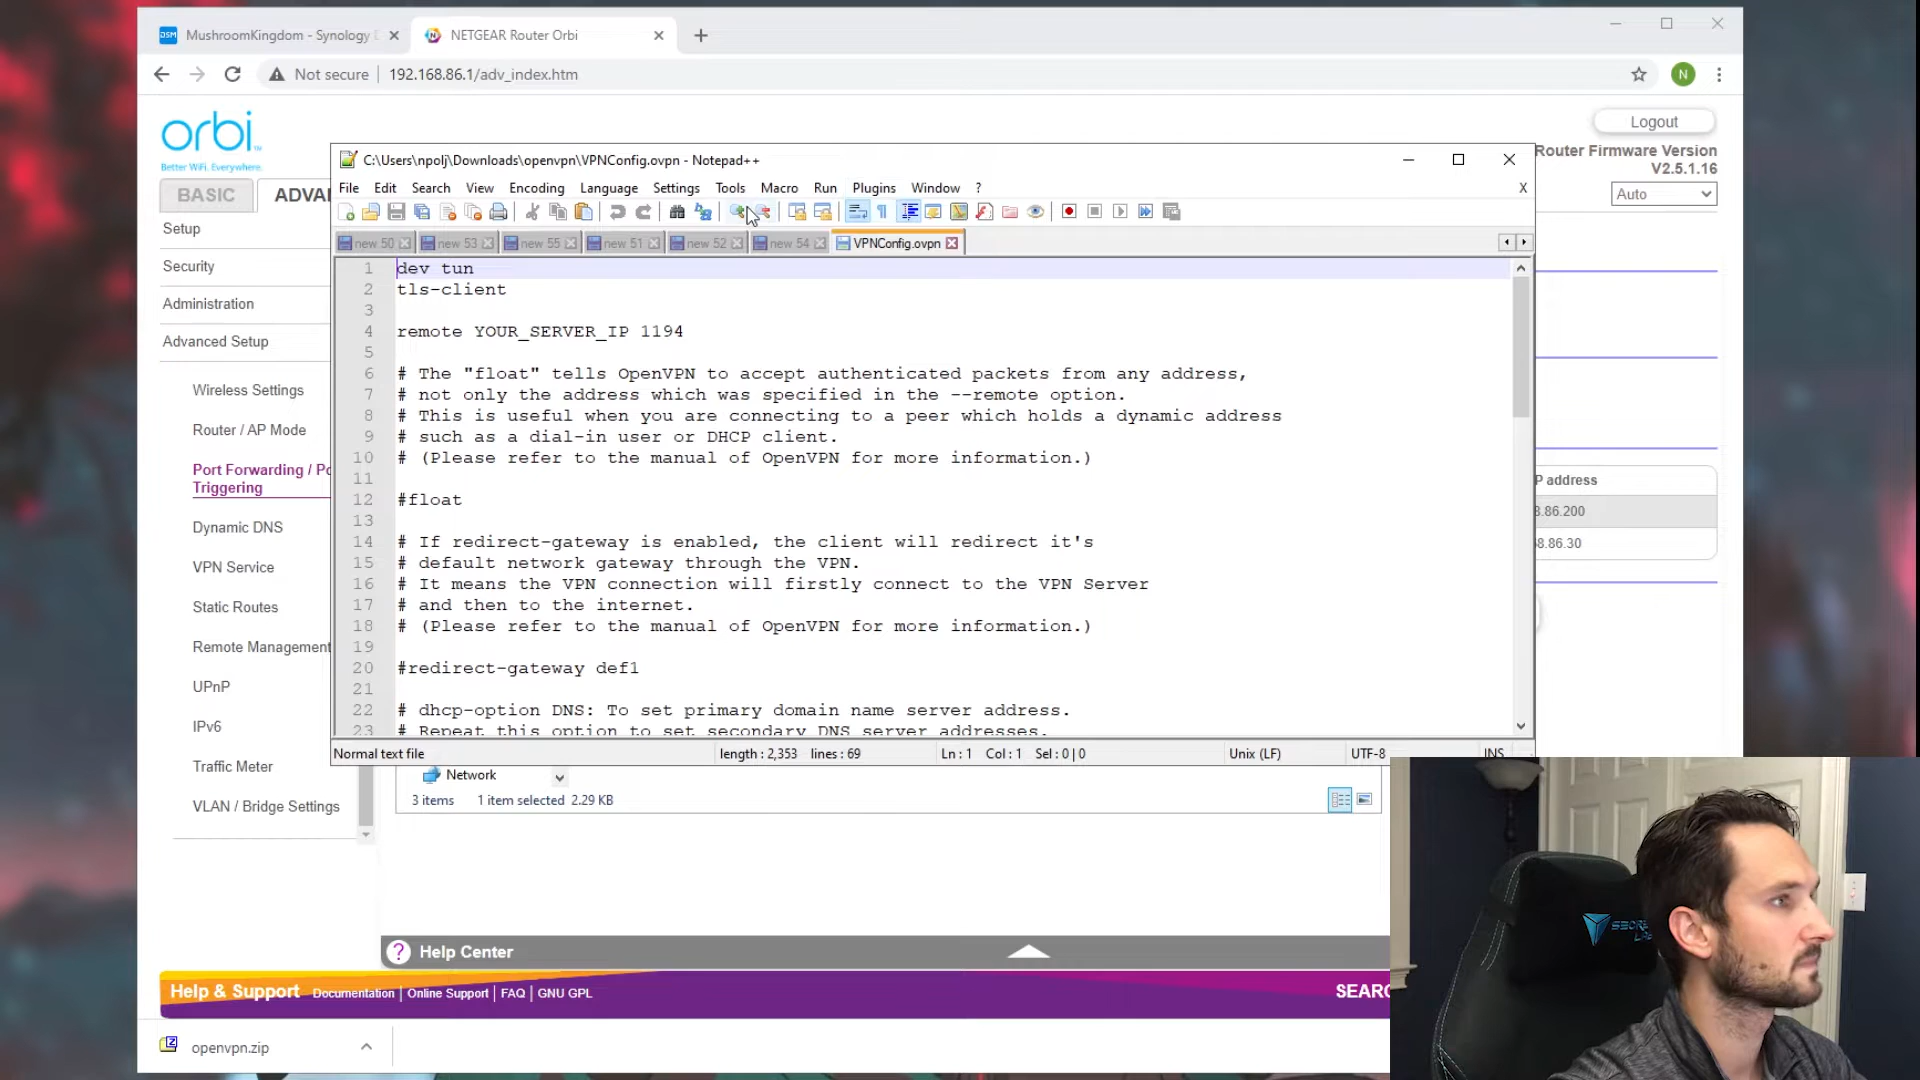 MushroomKingdom - Synology
NETGEAR Router Orbi
Not secure
192.168.86.1/adv_index.htm
N
orbi
Better WiFi. Everywhere.
Logout
Router Firmware Version
V2.5.1.16
Auto
BASIC
ADVA
Setup
Security
Administration
Advanced Setup
Wireless Settings
Router / AP Mode
Port Forwarding / Po
Triggering
Dynamic DNS
VPN Service
Static Routes
Remote Management
UPnP
IPv6
Traffic Meter
VLAN / Bridge Settings
C:\Users\npolj\Downloads\openvpn\VPNConfig.ovpn - Notepad++
File Edit Search View Encoding Language Settings Tools Macro Run Plugins Window ? X
new 50 new 53 new 55 new 51 new 52 new 54 VPNConfig.ovpn
1 dev tun
2 tls-client
3
4 remote YOUR_SERVER_IP 1194
5
6 # The "float" tells OpenVPN to accept authenticated packets from any address,
7 # not only the address which was specified in the --remote option.
8 # This is useful when you are connecting to a peer which holds a dynamic address
9 # such as a dial-in user or DHCP client.
10 # (Please refer to the manual of OpenVPN for more information.)
11
12 #float
13
14 # If redirect-gateway is enabled, the client will redirect it's
15 # default network gateway through the VPN.
16 # It means the VPN connection will firstly connect to the VPN Server
17 # and then to the internet.
18 # (Please refer to the manual of OpenVPN for more information.)
19
20 #redirect-gateway def1
21
22 # dhcp-option DNS: To set primary domain name server address.
23 # Repeat this option to set secondary DNS server addresses.
Normal text file length : 2,353 lines : 69 Ln : 1 Col : 1 Sel : 0 | 0 Unix (LF) UTF-8 INS
P address
8.86.200
68.86.30
Network
3 items 1 item selected 2.29 KB
? Help Center
Help & Support Documentation | Online Support | FAQ | GNU GPL
SEARC
openvpn.zip